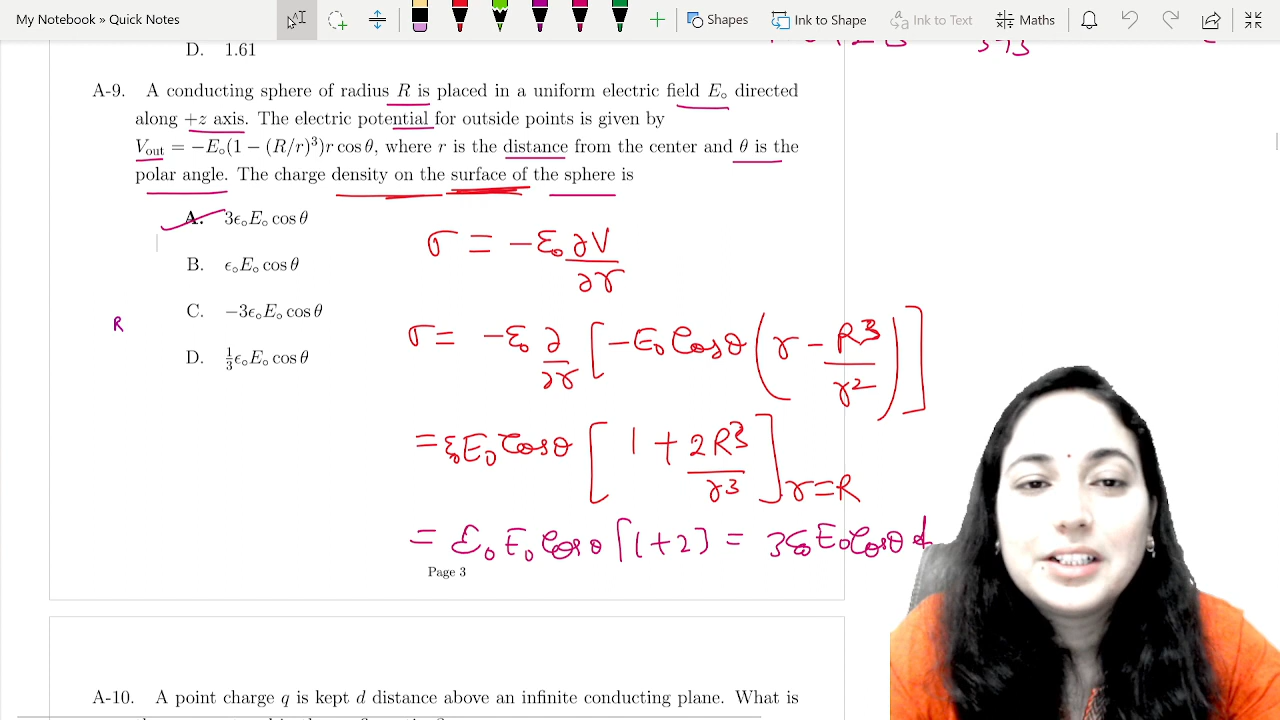 My Notebook » Quick Notes
Shapes
Ink to Shape
Ink to Text
Maths
D. 1.61
A-9. A conducting sphere of radius R is placed in a uniform electric field E₀ directed
along +z axis. The electric potential for outside points is given by
V_out = −E₀(1 − (R/r)³)r cos θ, where r is the distance from the center and θ is the
polar angle. The charge density on the surface of the sphere is
A. 3ϵ₀E₀ cos θ
B. ϵ₀E₀ cos θ
C. −3ϵ₀E₀ cos θ
D. 1/3 ϵ₀E₀ cos θ
R
σ = −ε₀ ∂V/∂r
σ = −ε₀ ∂/∂r [−E₀ Cosθ (r − R³/r²)]
= ε₀E₀ Cosθ [1 + 2R³/r³] r=R
= ε₀E₀ Cosθ [1+2] = 3ε₀E₀Cosθ
Page 3
A-10. A point charge q is kept d distance above an infinite conducting plane. What is